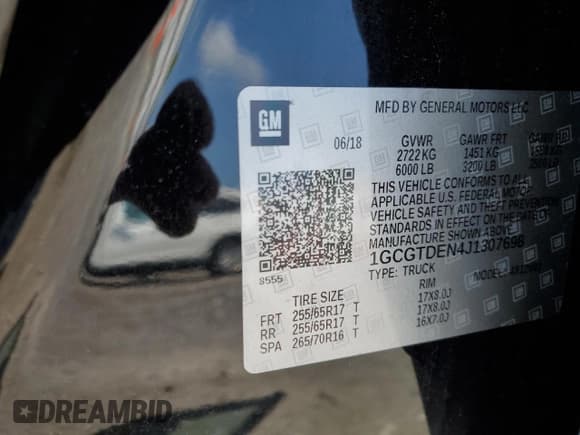 GM
MFD BY GENERAL MOTORS LLC
06/18 GVWR GAWR FRT GAWR
2722 KG 1451 KG
6000 LB 3200 LB
THIS VEHICLE CONFORMS TO ALL
APPLICABLE U.S. FEDERAL MOTOR
VEHICLE SAFETY AND THEFT PREVENTION
STANDARDS IN EFFECT ON THE DATE OF
MANUFACTURE SHOWN ABOVE.
1GCGTDEN4J1307698
8555 TYPE: TRUCK MODEL:
TIRE SIZE RIM
FRT 255/65R17 T 17X8.0J
RR 255/65R17 T 17X8.0J
SPA 265/70R16 T 16X7.0J
DREAMBID